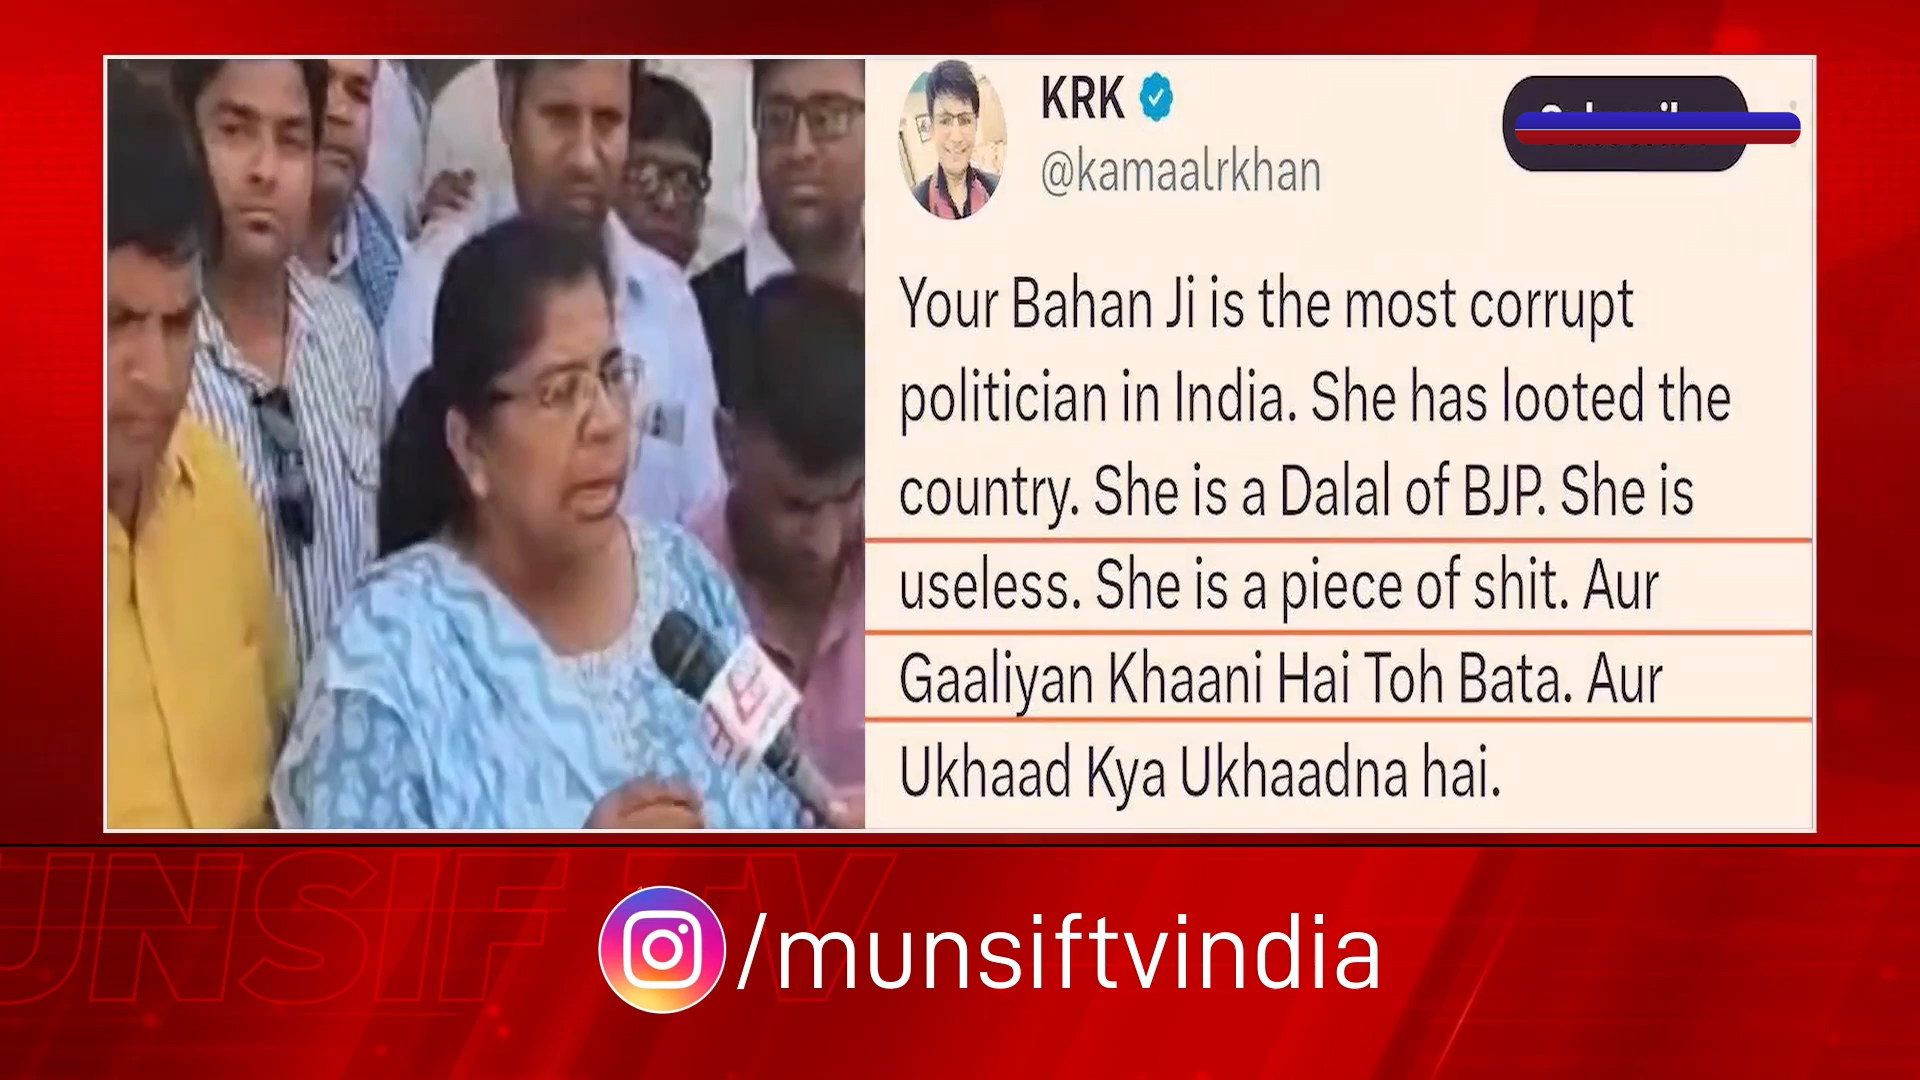 KRK
@kamaalrkhan
Your Bahan Ji is the most corrupt
politician in India. She has looted the
country. She is a Dalal of BJP. She is
useless. She is a piece of shit. Aur
Gaaliyan Khaani Hai Toh Bata. Aur
Ukhaad Kya Ukhaadna hai.
UNSIF TV
/munsiftvindia